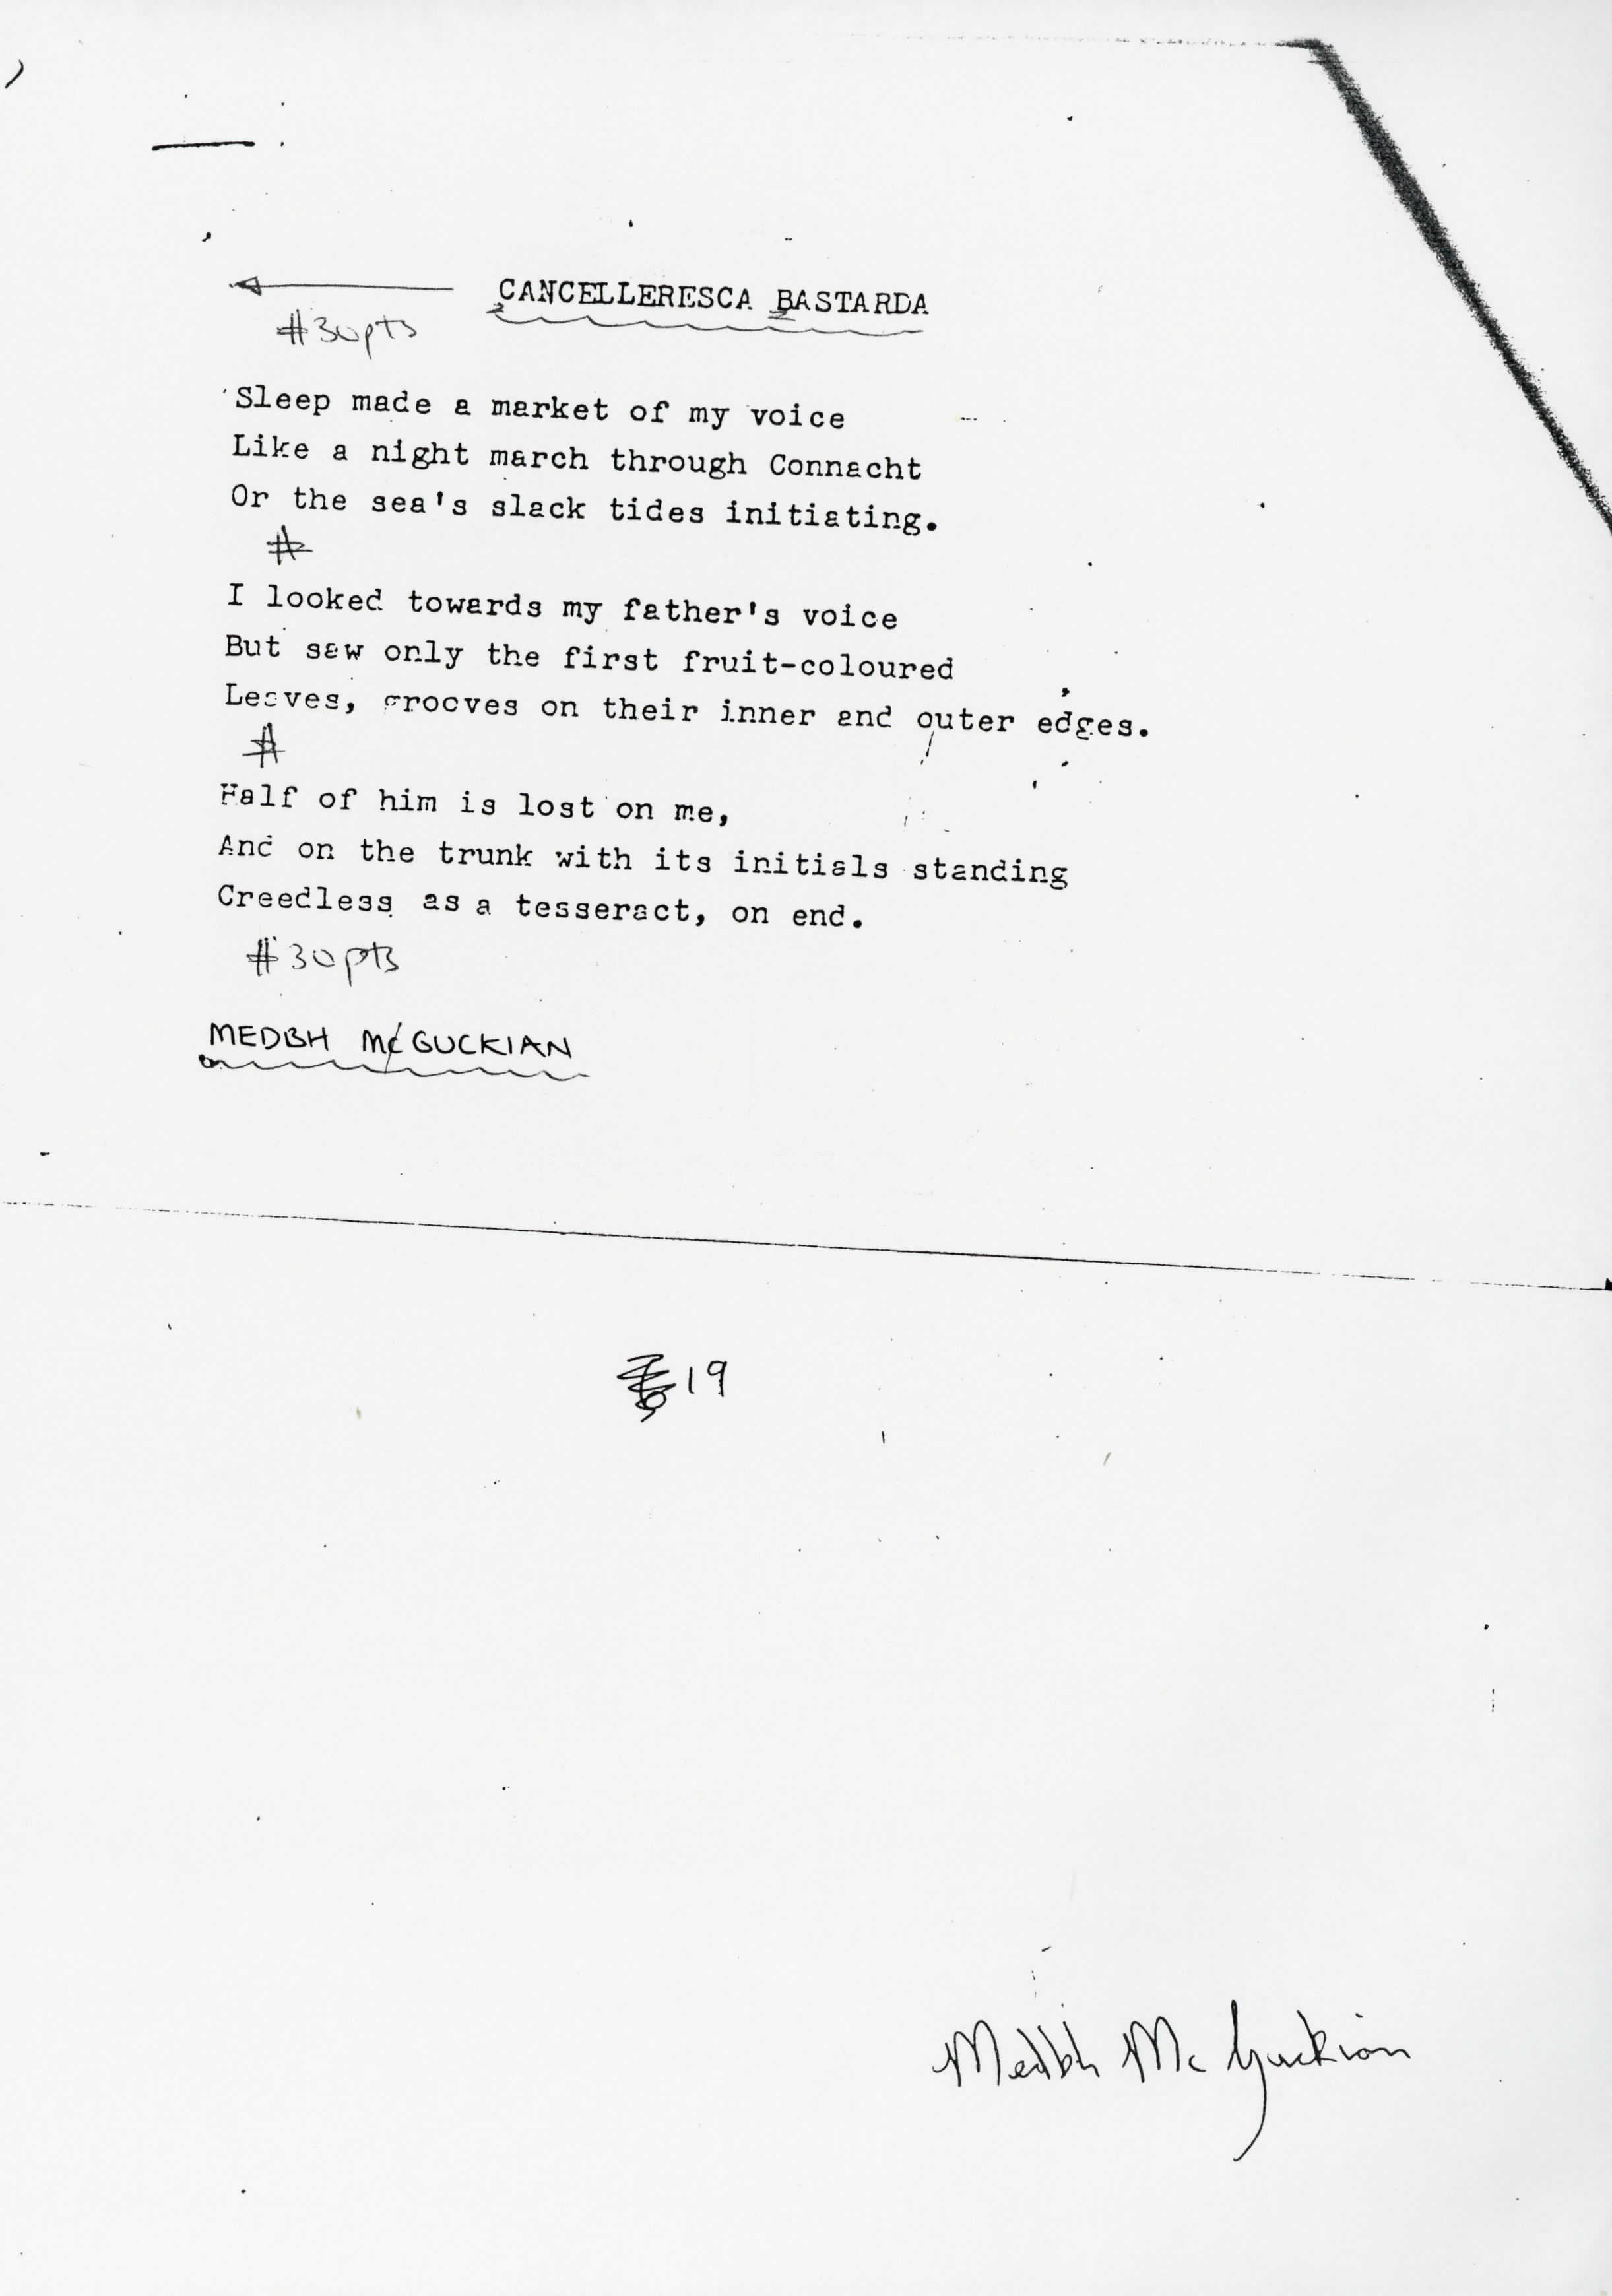 CANCELLERESCA BASTARDA
#30pts
Sleep made a market of my voice
Like a night march through Connacht
Or the sea's slack tides initiating.
#
I looked towards my father's voice
But saw only the first fruit-coloured
Leaves, grooves on their inner and outer edges.
#
Half of him is lost on me,
And on the trunk with its initials standing
Creedless as a tesseract, on end.
#30pts
MEDBH McGUCKIAN
19
Medbh Mc Guckian